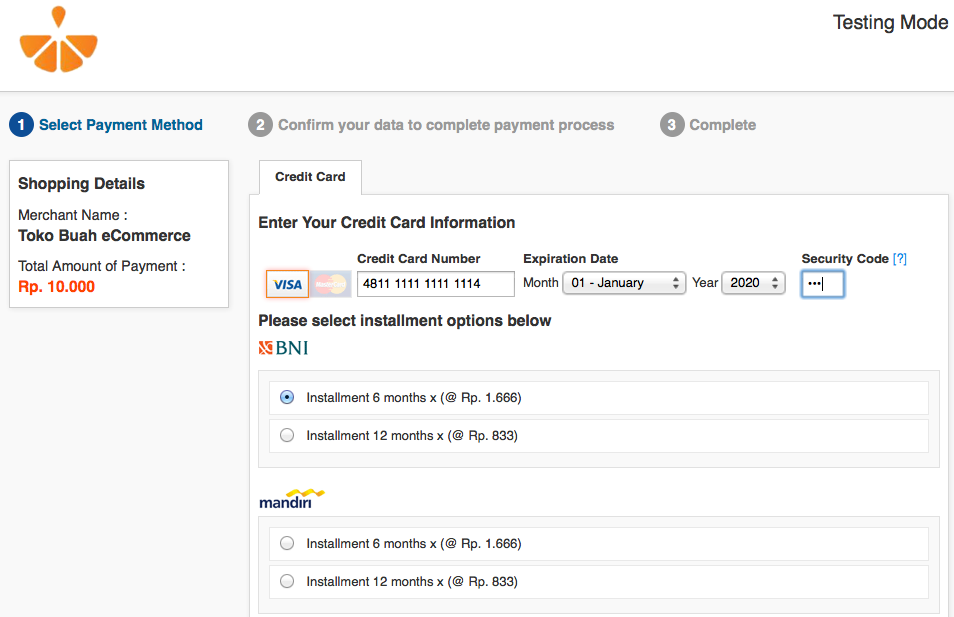 Testing Mode
1 Select Payment Method
2 Confirm your data to complete payment process
3 Complete
Shopping Details
Merchant Name :
Toko Buah eCommerce
Total Amount of Payment :
Rp. 10.000
Credit Card
Enter Your Credit Card Information
Credit Card Number
Expiration Date
Security Code [?]
VISA
MasterCard
4811 1111 1111 1114
Month
01 - January
Year
2020
•••
Please select installment options below
BNI
Installment 6 months x (@ Rp. 1.666)
Installment 12 months x (@ Rp. 833)
mandiri
Installment 6 months x (@ Rp. 1.666)
Installment 12 months x (@ Rp. 833)